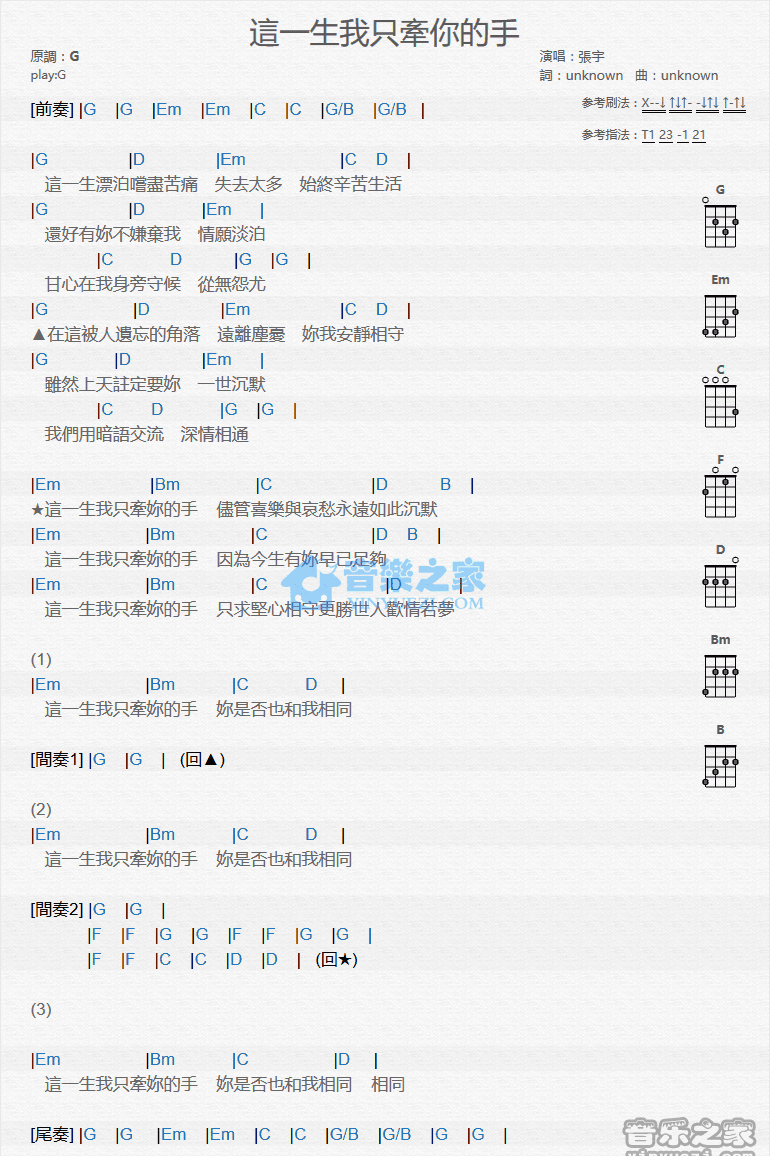 這一生我只牽你的手
原調：G
play:G
演唱：張宇
詞：unknown 曲：unknown
參考刷法：X--↓ ↑↓↑- -↓↑↓ ↑-↑↓
參考指法：T1 23 -1 21
[前奏] |G |G |Em |Em |C |C |G/B |G/B |
|G |D |Em |C D |
這一生漂泊嚐盡苦痛 失去太多 始終辛苦生活
|G |D |Em |
還好有妳不嫌棄我 情願淡泊
|C D |G |G |
甘心在我身旁守候 從無怨尤
|G |D |Em |C D |
▲在這被人遺忘的角落 遠離塵憂 妳我安靜相守
|G |D |Em |
雖然上天註定要妳 一世沉默
|C D |G |G |
我們用暗語交流 深情相通
|Em |Bm |C |D B |
★這一生我只牽妳的手 儘管喜樂與哀愁永遠如此沉默
|Em |Bm |C |D B |
這一生我只牽妳的手 因為今生有妳早已足夠
|Em |Bm |C |D |
這一生我只牽妳的手 只求堅心相守更勝世人歡情若夢
(1)
|Em |Bm |C D |
這一生我只牽妳的手 妳是否也和我相同
[間奏1] |G |G | (回▲)
(2)
|Em |Bm |C D |
這一生我只牽妳的手 妳是否也和我相同
[間奏2] |G |G |
|F |F |G |G |F |F |G |G |
|F |F |C |C |D |D | (回★)
(3)
|Em |Bm |C |D |
這一生我只牽妳的手 妳是否也和我相同 相同
[尾奏] |G |G |Em |Em |C |C |G/B |G/B |G |G |
G
Em
C
F
D
Bm
B
音樂之家
YINYUEZJ.COM
音乐之家